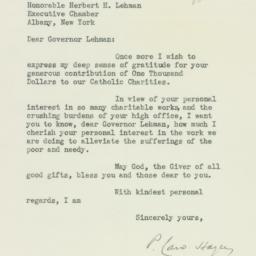 Honorable Herbert H. Lehman
Executive Chamber
Albany, New York
Dear Governor Lehman:
Once more I wish to
express my deep sense of gratitude for your
generous contribution of One Thousand
Dollars to our Catholic Charities.
In view of your personal
interest in so many charitable works, and the
crushing burdens of your high office, I want
you to know, dear Governor Lehman, how much I
cherish your personal interest in the work we
are doing to alleviate the sufferings of the
poor and needy.
May God, the Giver of all
good gifts, bless you and those dear to you.
With kindest personal
regards, I am
Sincerely yours,